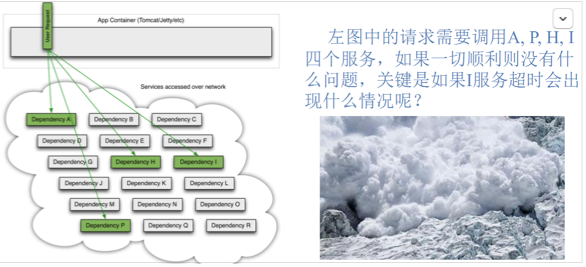 User Request
App Container (Tomcat/Jetty/etc)
Services accessed over network
Dependency A
Dependency B
Dependency C
Dependency D
Dependency E
Dependency F
Dependency G
Dependency H
Dependency I
Dependency J
Dependency K
Dependency L
Dependency M
Dependency N
Dependency O
Dependency P
Dependency Q
Dependency R
左图中的请求需要调用A, P, H, I
四个服务，如果一切顺利则没有什
么问题，关键是如果I服务超时会出
现什么情况呢？